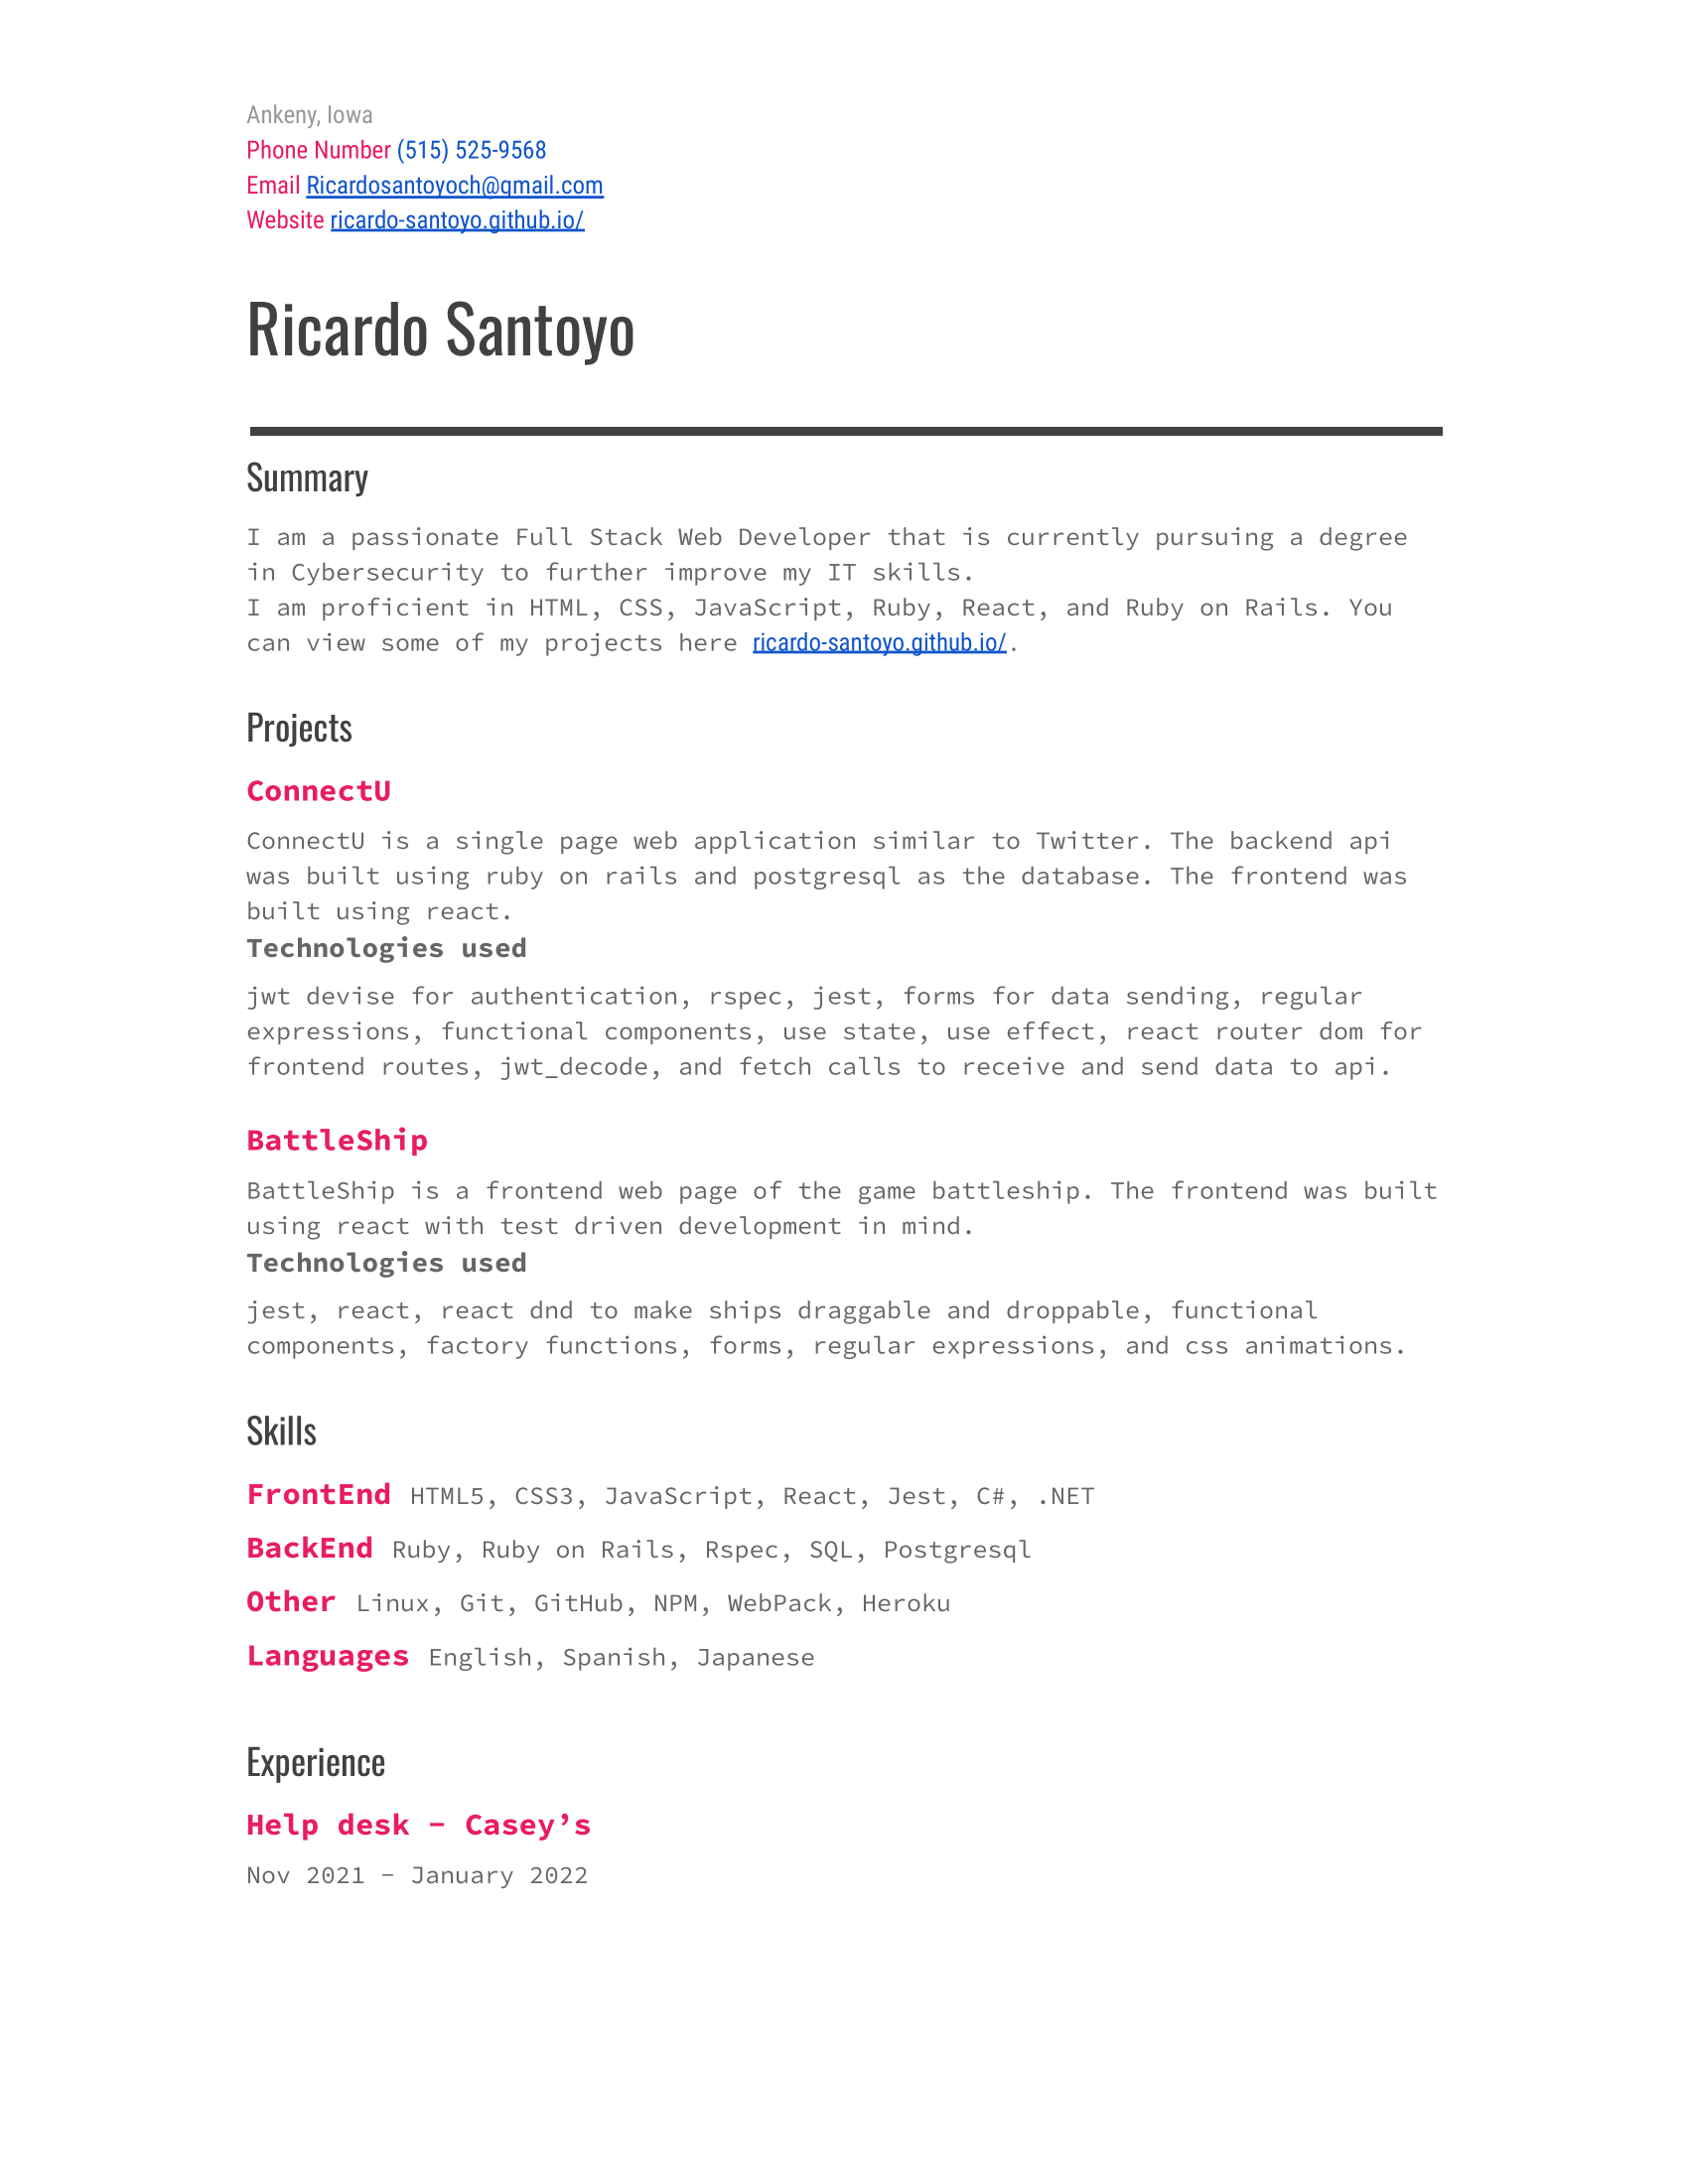 Ankeny, Iowa
Phone Number (515) 525-9568
Email Ricardosantoyoch@gmail.com
Website ricardo-santoyo.github.io/
Ricardo Santoyo
Summary
I am a passionate Full Stack Web Developer that is currently pursuing a degree
in Cybersecurity to further improve my IT skills.
I am proficient in HTML, CSS, JavaScript, Ruby, React, and Ruby on Rails. You
can view some of my projects here ricardo-santoyo.github.io/.
Projects
ConnectU
ConnectU is a single page web application similar to Twitter. The backend api
was built using ruby on rails and postgresql as the database. The frontend was
built using react.
Technologies used
jwt devise for authentication, rspec, jest, forms for data sending, regular
expressions, functional components, use state, use effect, react router dom for
frontend routes, jwt_decode, and fetch calls to receive and send data to api.
BattleShip
BattleShip is a frontend web page of the game battleship. The frontend was built
using react with test driven development in mind.
Technologies used
jest, react, react dnd to make ships draggable and droppable, functional
components, factory functions, forms, regular expressions, and css animations.
Skills
FrontEnd HTML5, CSS3, JavaScript, React, Jest, C#, .NET
BackEnd Ruby, Ruby on Rails, Rspec, SQL, Postgresql
Other Linux, Git, GitHub, NPM, WebPack, Heroku
Languages English, Spanish, Japanese
Experience
Help desk - Casey’s
Nov 2021 - January 2022